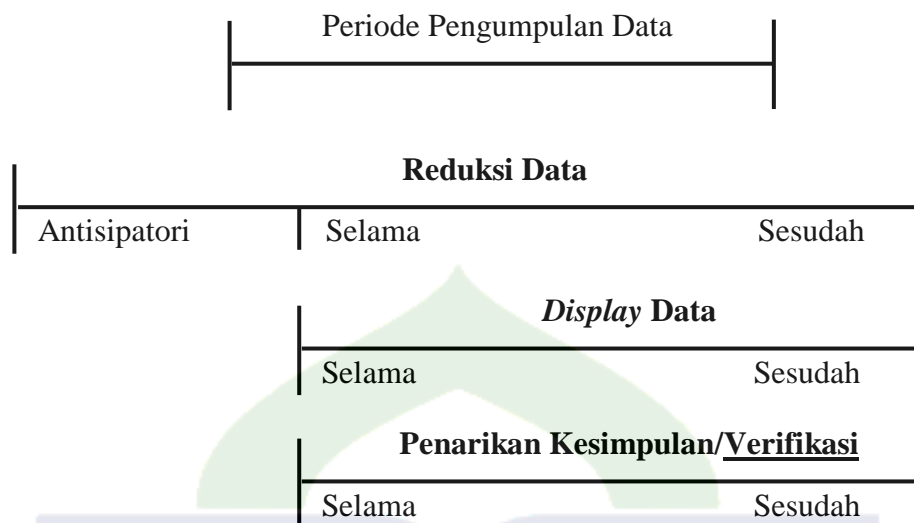 Periode Pengumpulan Data
Reduksi Data
Antisipatori Selama Sesudah
Display Data
Selama Sesudah
Penarikan Kesimpulan/Verifikasi
Selama Sesudah